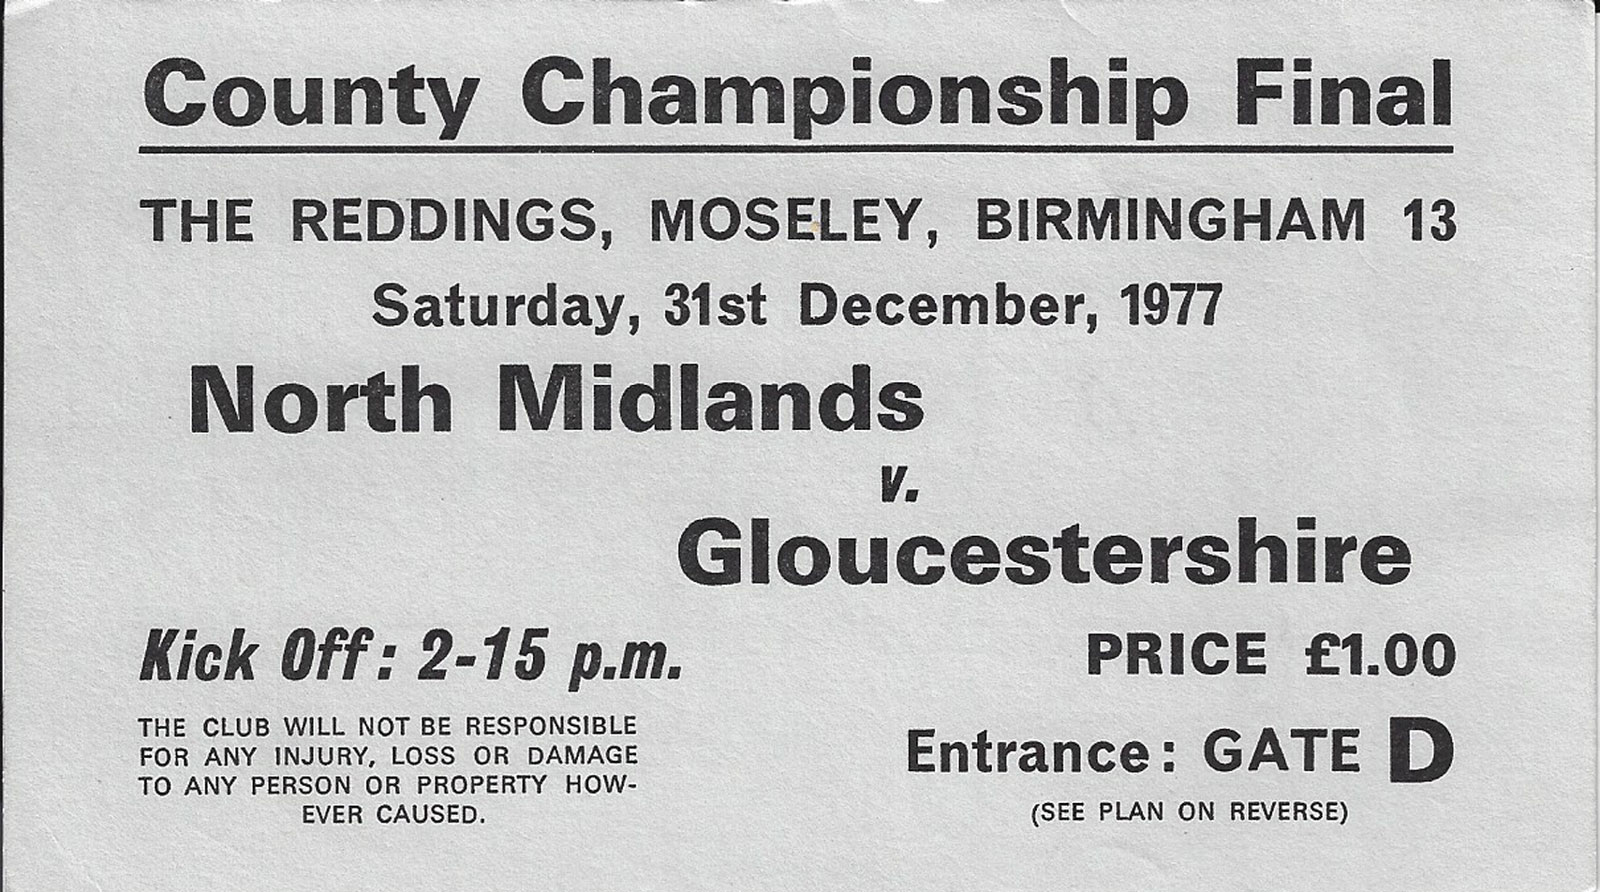 County Championship Final
THE REDDINGS, MOSELEY, BIRMINGHAM 13
Saturday, 31st December, 1977
North Midlands
v.
Gloucestershire
Kick Off: 2-15 p.m.
PRICE £1.00
THE CLUB WILL NOT BE RESPONSIBLE
FOR ANY INJURY, LOSS OR DAMAGE
TO ANY PERSON OR PROPERTY HOW-
EVER CAUSED.
Entrance: GATE D
(SEE PLAN ON REVERSE)